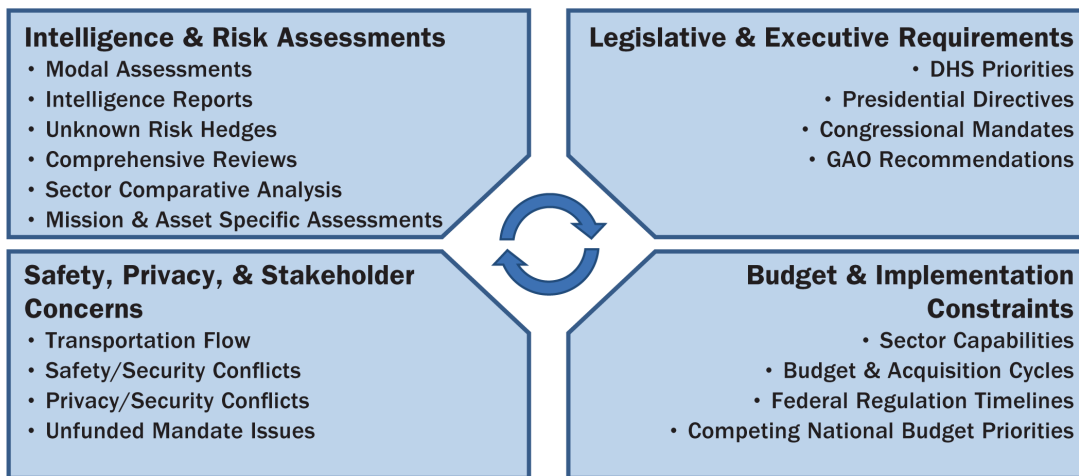 Intelligence & Risk Assessments
• Modal Assessments
• Intelligence Reports
• Unknown Risk Hedges
• Comprehensive Reviews
• Sector Comparative Analysis
• Mission & Asset Specific Assessments
Legislative & Executive Requirements
• DHS Priorities
• Presidential Directives
• Congressional Mandates
• GAO Recommendations
Safety, Privacy, & Stakeholder
Concerns
• Transportation Flow
• Safety/Security Conflicts
• Privacy/Security Conflicts
• Unfunded Mandate Issues
Budget & Implementation
Constraints
• Sector Capabilities
• Budget & Acquisition Cycles
• Federal Regulation Timelines
• Competing National Budget Priorities